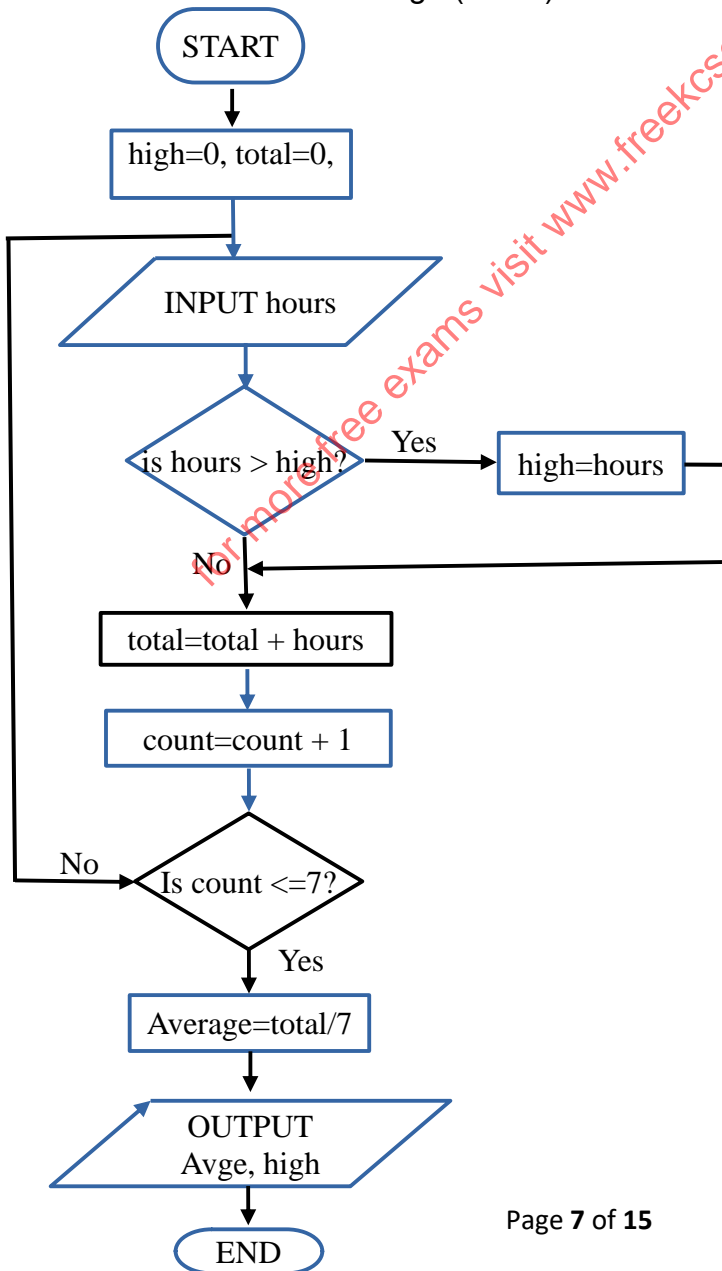 START
high=0, total=0,
INPUT hours
is hours > high?
Yes
high=hours
No
total=total + hours
count=count + 1
No
Is count <=7?
Yes
Average=total/7
OUTPUT
Avge, high
END
for more free exams visit www.freekcs
Page 7 of 15